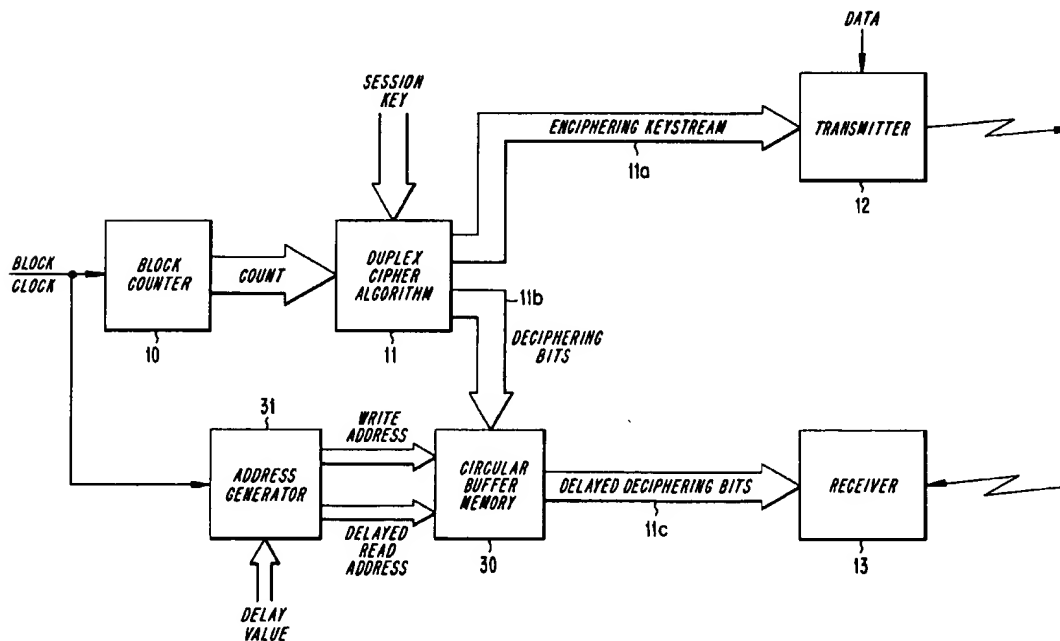 DATA
SESSION
KEY
ENCIPHERING KEYSTREAM
11a
TRANSMITTER
12
BLOCK
CLOCK
BLOCK
COUNTER
10
COUNT
DUPLEX
CIPHER
ALGORITHM
11
11b
DECIPHERING
BITS
31
ADDRESS
GENERATOR
WRITE
ADDRESS
DELAYED
READ
ADDRESS
CIRCULAR
BUFFER
MEMORY
30
DELAYED DECIPHERING BITS
11c
RECEIVER
13
DELAY
VALUE